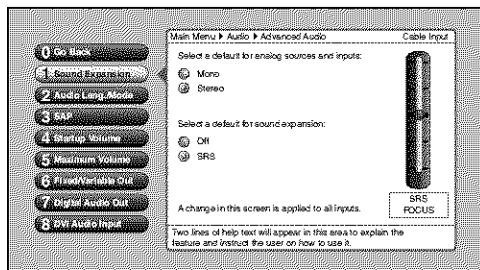 Main Menu ▶ Audio ▶ Advanced Audio
Cable Input
0 Go Back
1 Sound Expansion
2 Audio Lang./Mode
3 SAP
4 Startup Volume
5 Maximum Volume
6 Fixed/Variable Out
7 Digital Audio Out
8 DVI Audio Input
Select a default for analog sources and inputs:
Mono
Stereo
Select a default for sound expansion:
Off
SRS
A change in this screen is applied to all inputs.
SRS
FOCUS
Two lines of help text will appear in this area to explain the
feature and instruct the user on how to use it.